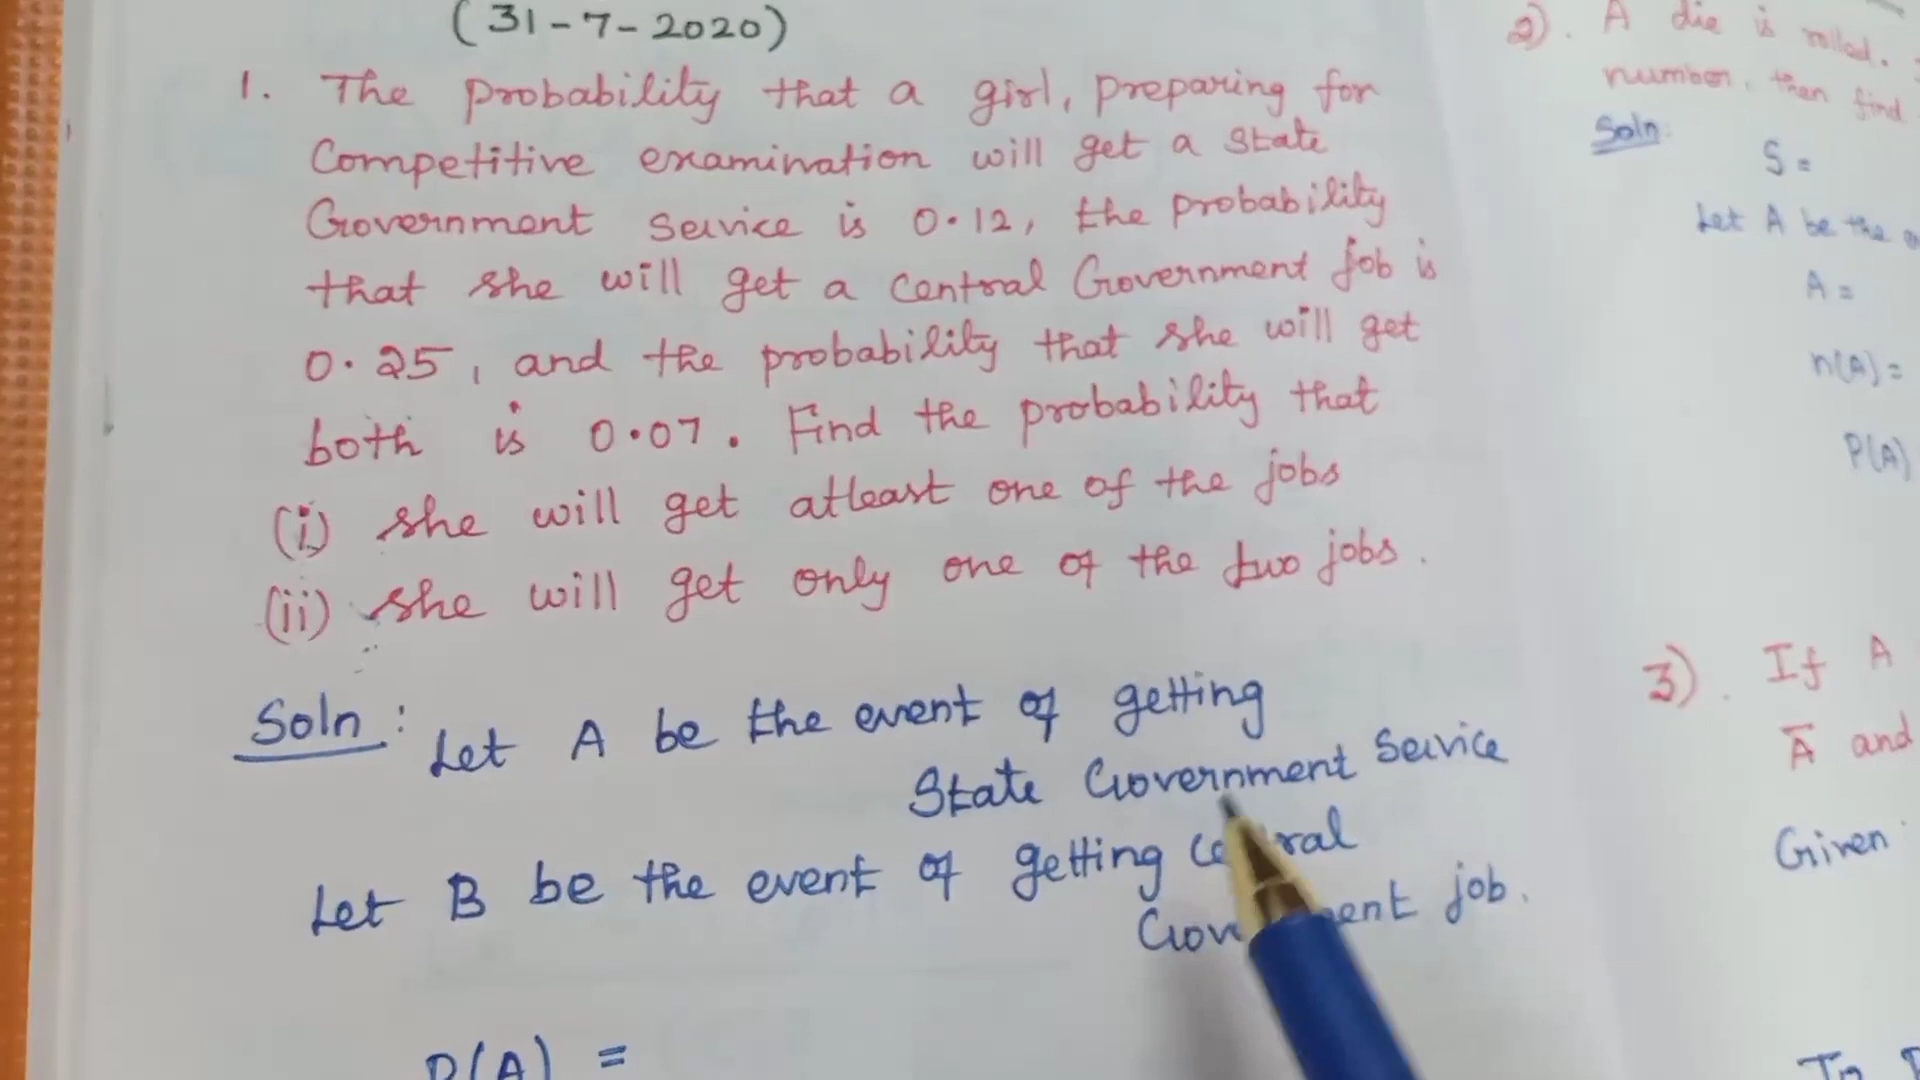 (31-7-2020)
1. The probability that a girl, preparing for
Competitive examination will get a State
Government Service is 0.12, the probability
that she will get a Central Government job is
0.25, and the probability that she will get
both is 0.07. Find the probability that
(i) she will get atleast one of the jobs
(ii) she will get only one of the two jobs.
Soln: Let A be the event of getting
State Government Service
Let B be the event of getting
Government job.
P(A) =
2). A die is rolled.
number, then find
Soln:
S =
Let A be the
A =
n(A) =
P(A)
3). If A
A̅ and
Given
To